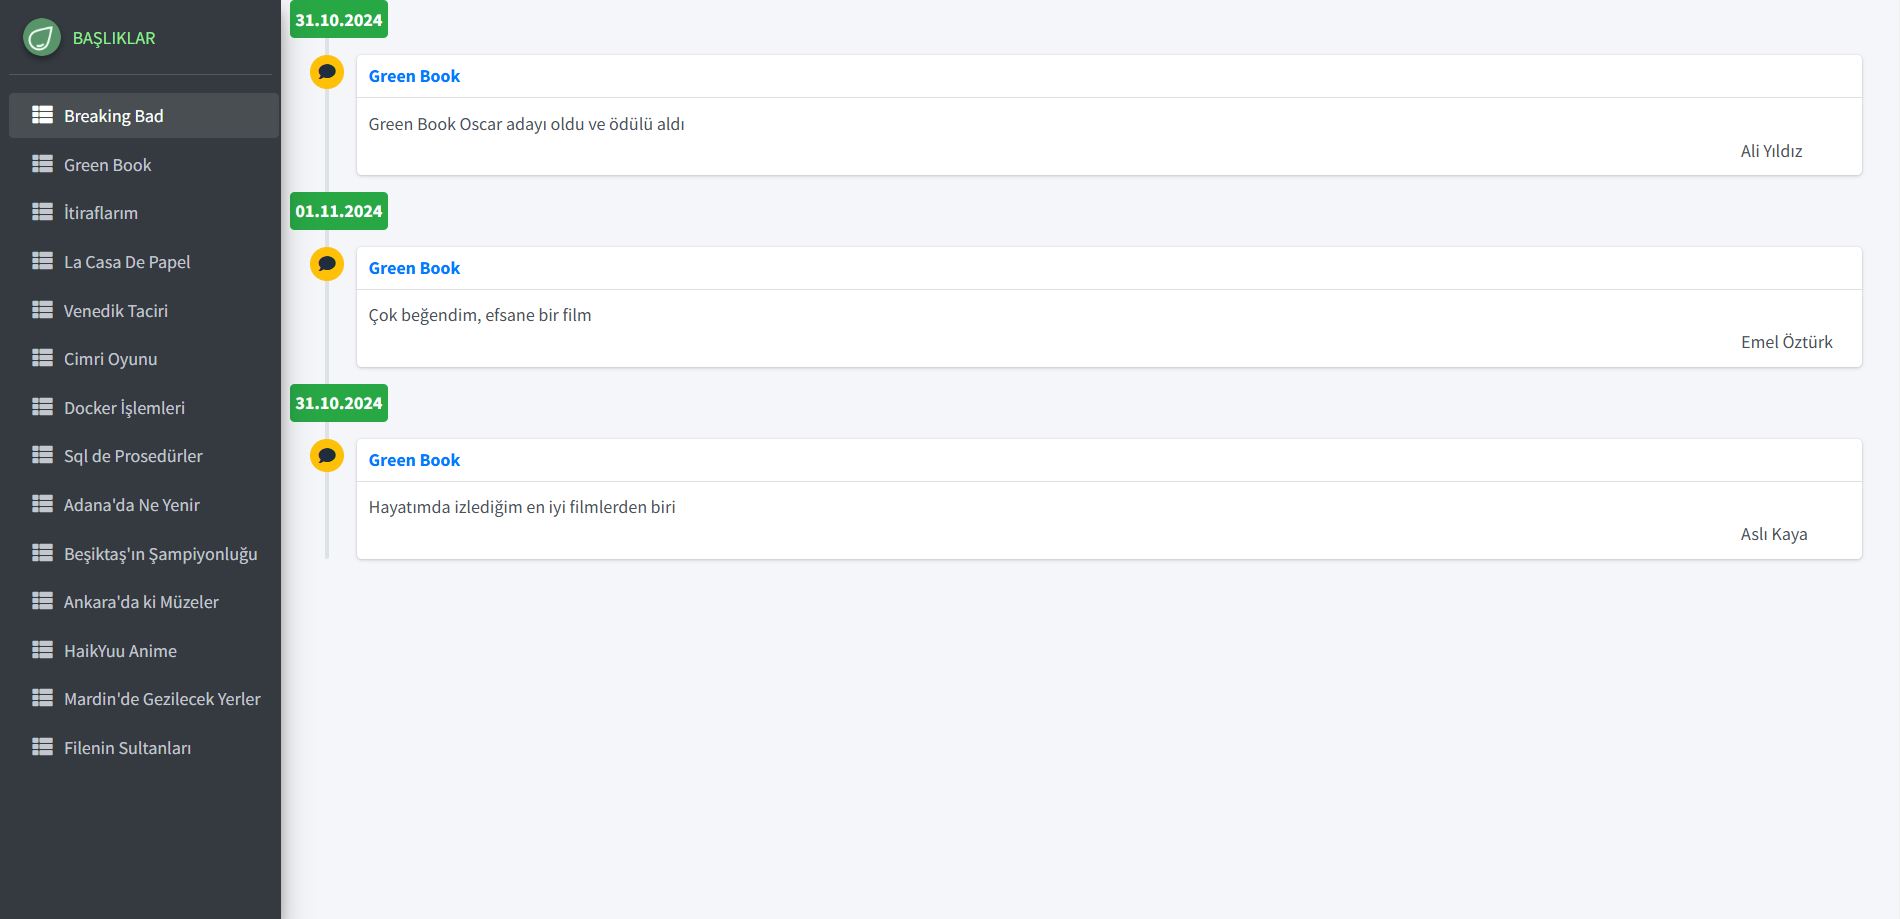 BAŞLIKLAR
Breaking Bad
Green Book
İtiraflarım
La Casa De Papel
Venedik Taciri
Cimri Oyunu
Docker İşlemleri
Sql de Prosedürler
Adana'da Ne Yenir
Beşiktaş'ın Şampiyonluğu
Ankara'da ki Müzeler
HaikYuu Anime
Mardin'de Gezilecek Yerler
Filenin Sultanları
31.10.2024
Green Book
Green Book Oscar adayı oldu ve ödülü aldı
Ali Yıldız
01.11.2024
Green Book
Çok beğendim, efsane bir film
Emel Öztürk
31.10.2024
Green Book
Hayatımda izlediğim en iyi filmlerden biri
Aslı Kaya